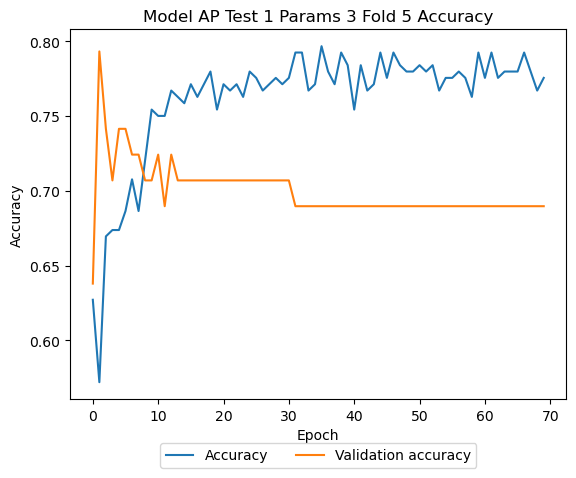 Model AP Test 1 Params 3 Fold 5 Accuracy
0.80
0.75
0.70
0.65
0.60
Accuracy
0 10 20 30 40 50 60 70
Epoch
Accuracy Validation accuracy